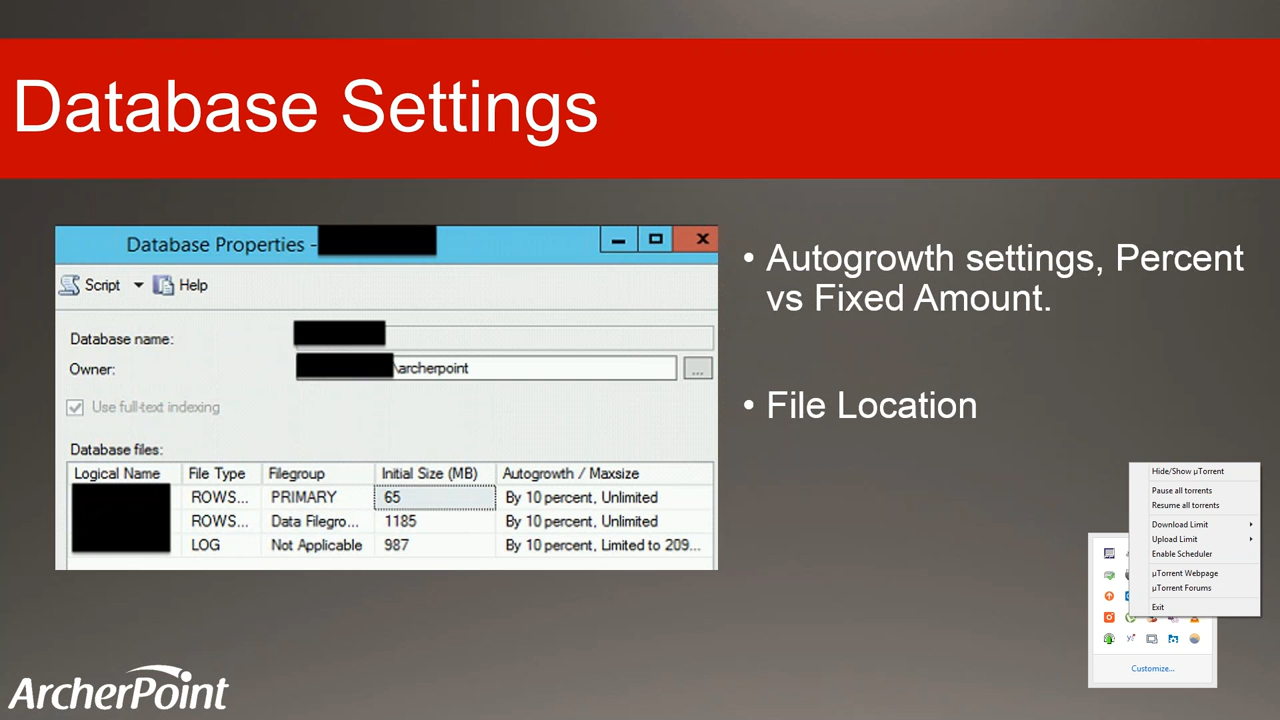 Database Settings
Database Properties -
Script
Help
Database name:
Owner:
\archerpoint
...
Use full-text indexing
Database files:
Logical Name File Type Filegroup Initial Size (MB) Autogrowth / Maxsize
ROWS... PRIMARY 65 By 10 percent, Unlimited
ROWS... Data Filegro... 1185 By 10 percent, Unlimited
LOG Not Applicable 987 By 10 percent, Limited to 209...
• Autogrowth settings, Percent
vs Fixed Amount.
• File Location
Hide/Show µTorrent
Pause all torrents
Resume all torrents
Download Limit
Upload Limit
Enable Scheduler
µTorrent Webpage
µTorrent Forums
Exit
Customize...
ArcherPoint